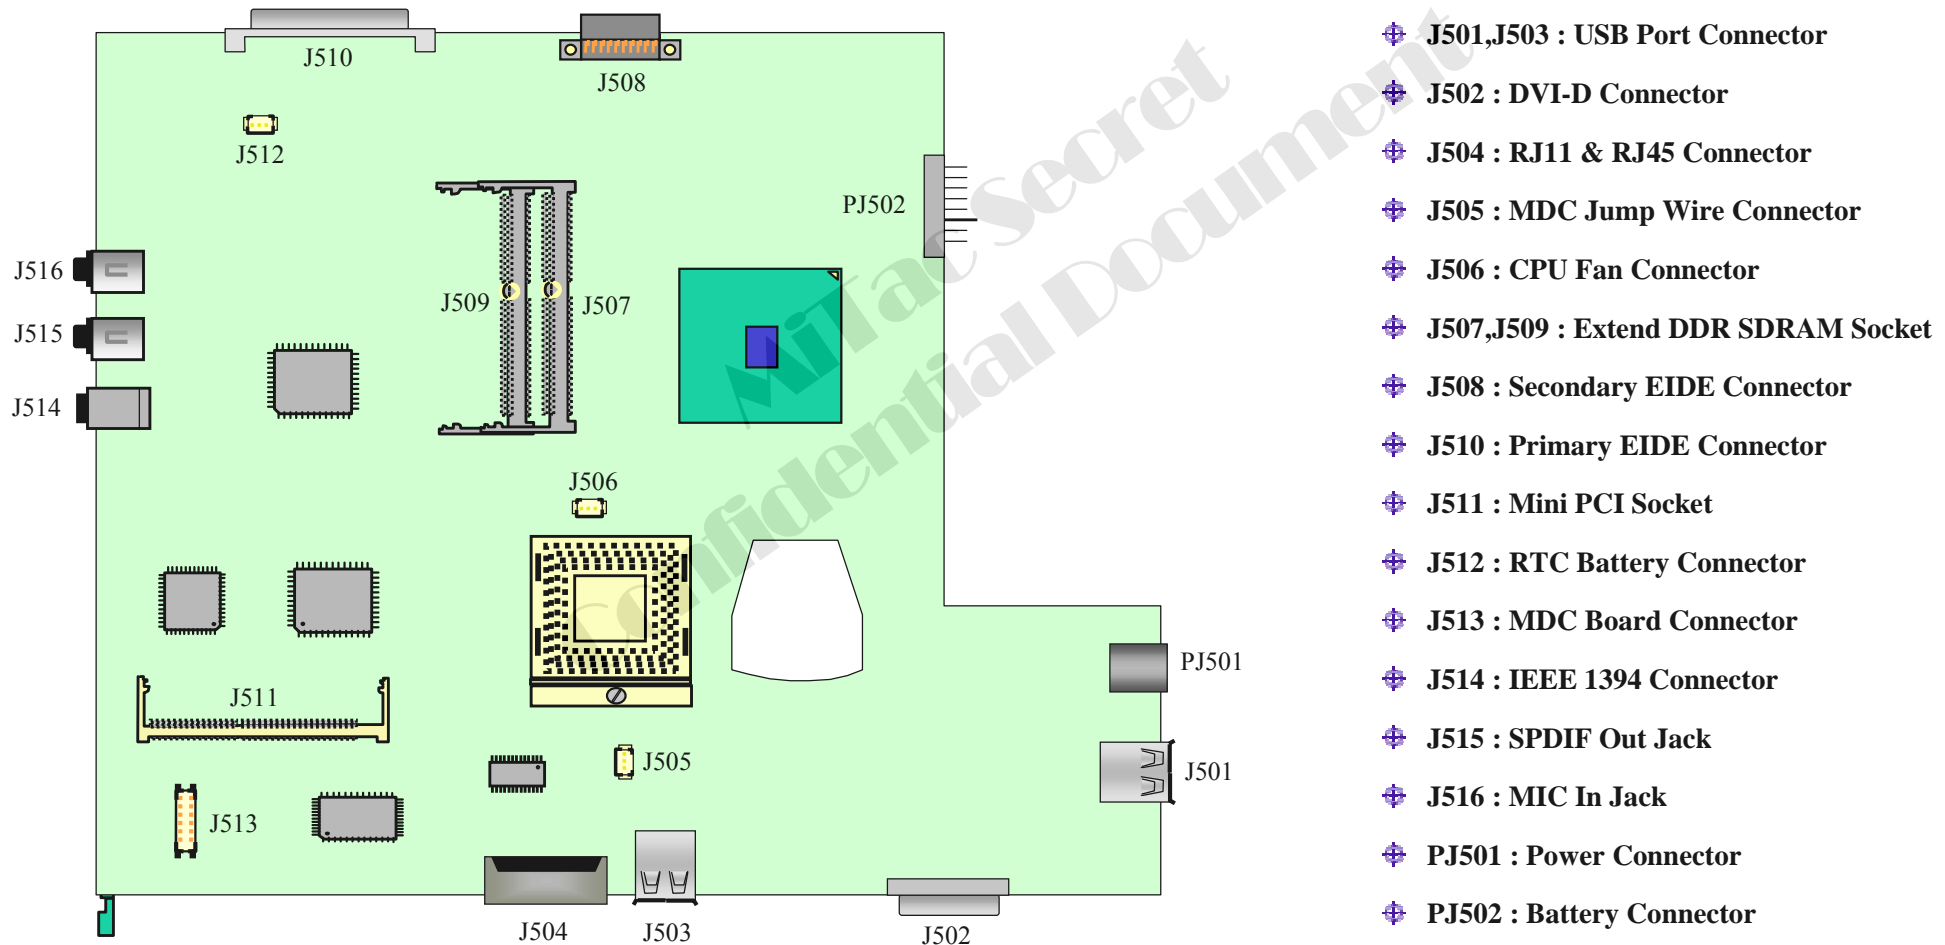 J510
J508
J512
PJ502
J516
J509
J507
J515
J514
J506
J511
PJ501
J505
J501
J513
J504
J503
J502
MiTac Secret
Confidential Document
J501,J503 : USB Port Connector
J502 : DVI-D Connector
J504 : RJ11 & RJ45 Connector
J505 : MDC Jump Wire Connector
J506 : CPU Fan Connector
J507,J509 : Extend DDR SDRAM Socket
J508 : Secondary EIDE Connector
J510 : Primary EIDE Connector
J511 : Mini PCI Socket
J512 : RTC Battery Connector
J513 : MDC Board Connector
J514 : IEEE 1394 Connector
J515 : SPDIF Out Jack
J516 : MIC In Jack
PJ501 : Power Connector
PJ502 : Battery Connector